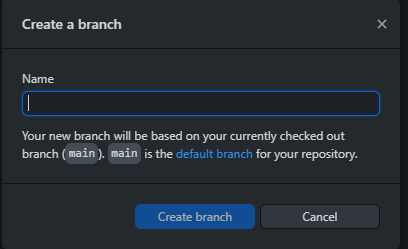 Create a branch
Name
Your new branch will be based on your currently checked out
branch (main). main is the default branch for your repository.
Create branch
Cancel